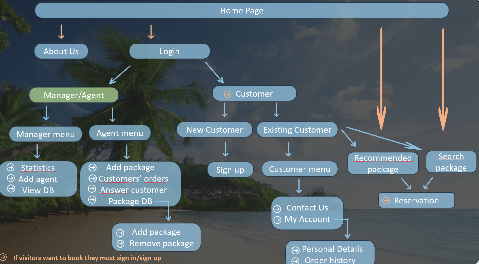 Home Page
About Us
Login
Manager/Agent
Customer
Manager menu
Agent menu
New Customer
Existing Customer
Recommended
package
Search
package
Statistics
Add agent
View DB
Add package
Customers' orders
Answer customer
Package DB
Sign up
Customer menu
Reservation
Contact Us
My Account
Add package
Remove package
Personal Details
Order history
If visitors want to book they must sign in/sign up